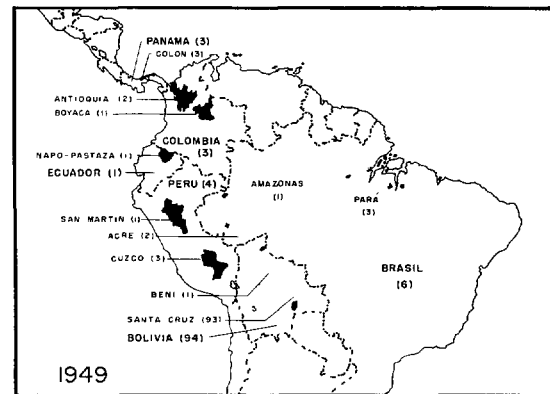 PANAMA (3)
COLON (3)
ANTIOQUIA (2)
BOYACA (1)
COLOMBIA
(3)
NAPO-PASTAZA (1)
ECUADOR (1)
PERU (4)
AMAZONAS
(1)
PARA
(3)
SAN MARTIN (1)
ACRE (2)
CUZCO (3)
BRASIL
(6)
BENI (1)
SANTA CRUZ (93)
BOLIVIA (94)
1949